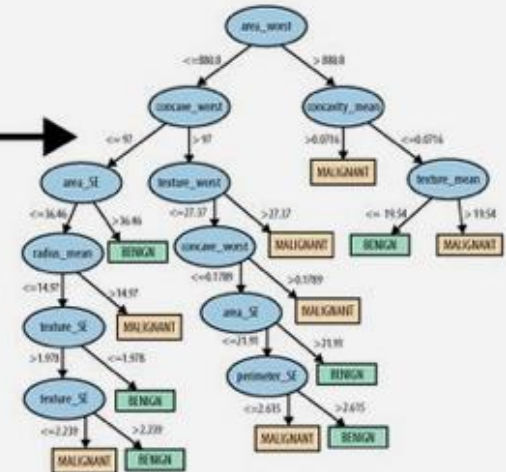 area_worst
<=880.8
>880.8
concave_worst
concavity_mean
<= 97
> 97
>0.0716
<=0.0716
area_SE
texture_worst
MALIGNANT
texture_mean
<=36.46
>36.46
<=27.37
>27.37
<= 19.54
> 19.54
radius_mean
BENIGN
concave_worst
MALIGNANT
BENIGN
MALIGNANT
<=14.97
>14.97
<=0.1789
>0.1789
texture_SE
MALIGNANT
area_SE
MALIGNANT
>1.978
<=1.978
<=21.91
>21.91
texture_SE
BENIGN
perimeter_SE
BENIGN
<=2.239
>2.239
<=2.615
>2.615
MALIGNANT
BENIGN
MALIGNANT
BENIGN